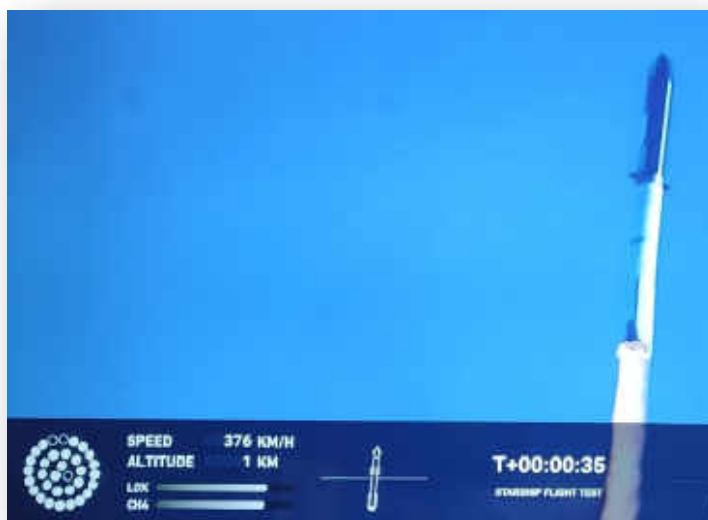 SPEED 376 KM/H
ALTITUDE 1 KM
LOX
CH4
T+00:00:35
STARSHIP FLIGHT TEST